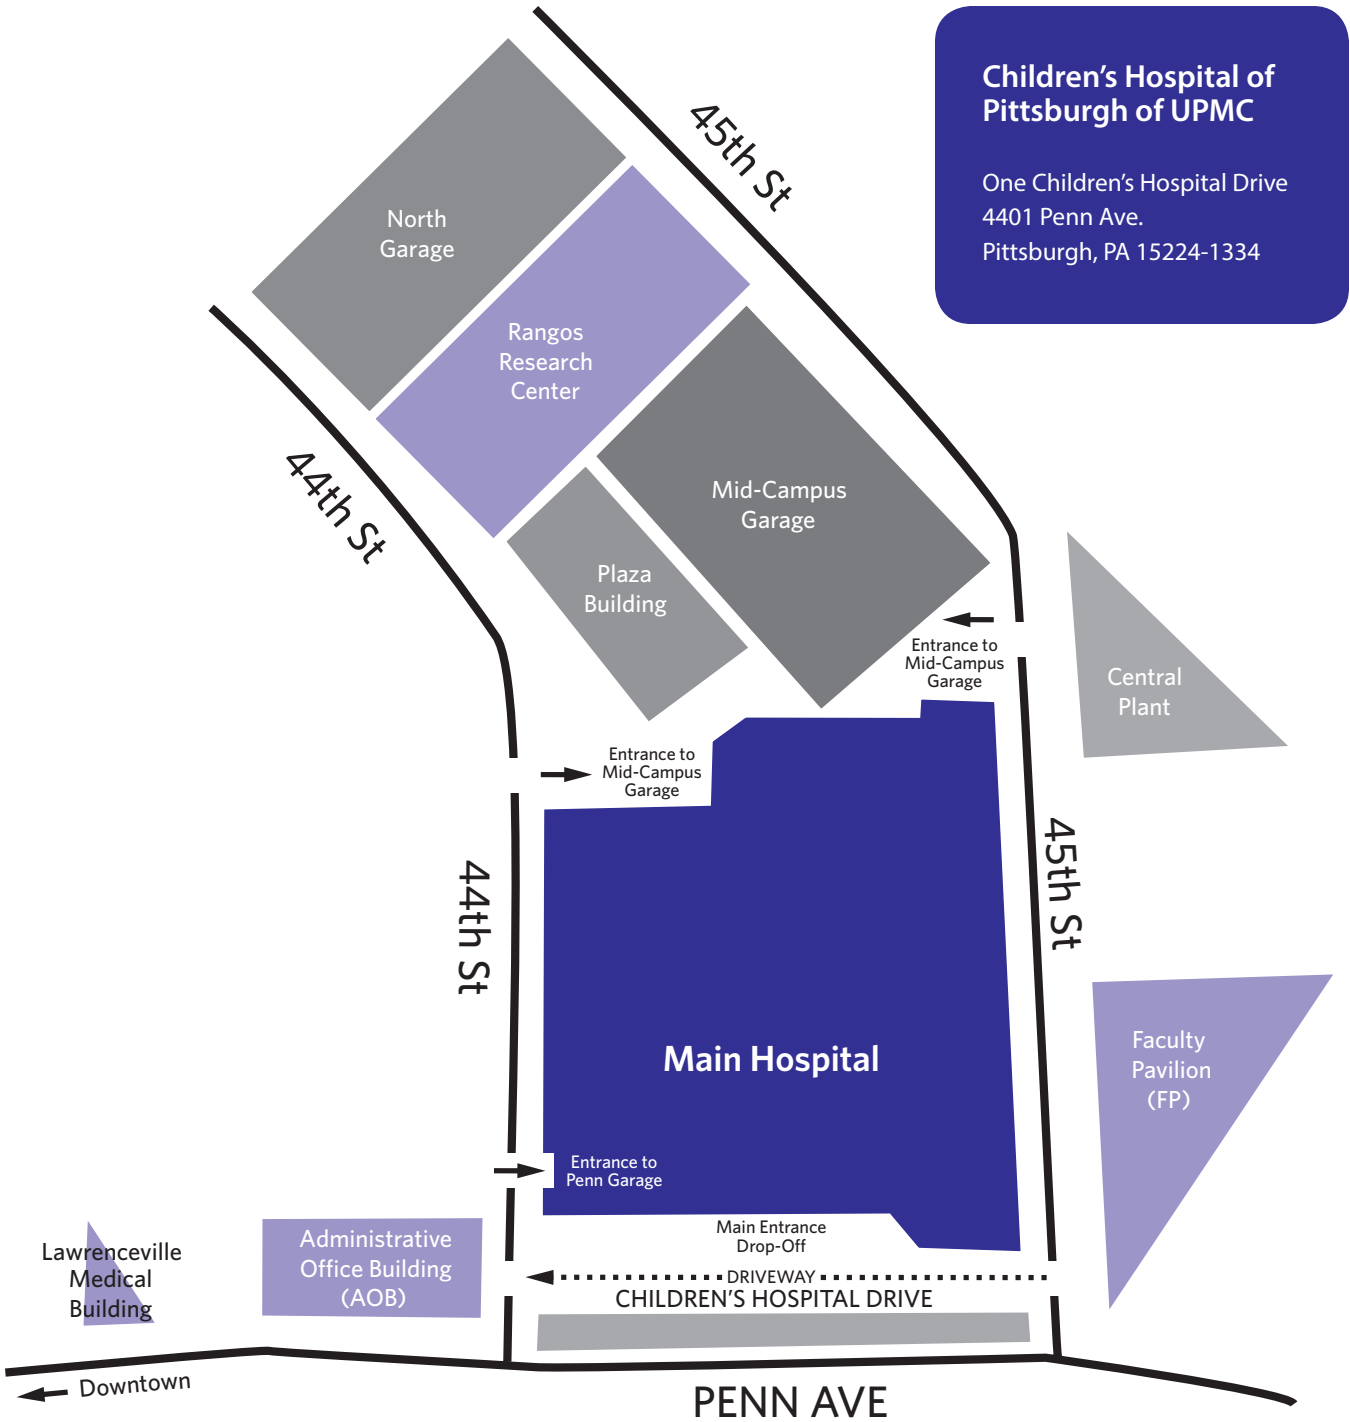 Children's Hospital of
Pittsburgh of UPMC
One Children's Hospital Drive
4401 Penn Ave.
Pittsburgh, PA 15224-1334
45th St
North
Garage
Rangos
Research
Center
44th St
Mid-Campus
Garage
Plaza
Building
Entrance to
Mid-Campus
Garage
Central
Plant
Entrance to
Mid-Campus
Garage
44th St
45th St
Main Hospital
Faculty
Pavilion
(FP)
Entrance to
Penn Garage
Main Entrance
Drop-Off
Lawrenceville
Medical
Building
Administrative
Office Building
(AOB)
DRIVEWAY
CHILDREN'S HOSPITAL DRIVE
Downtown
PENN AVE